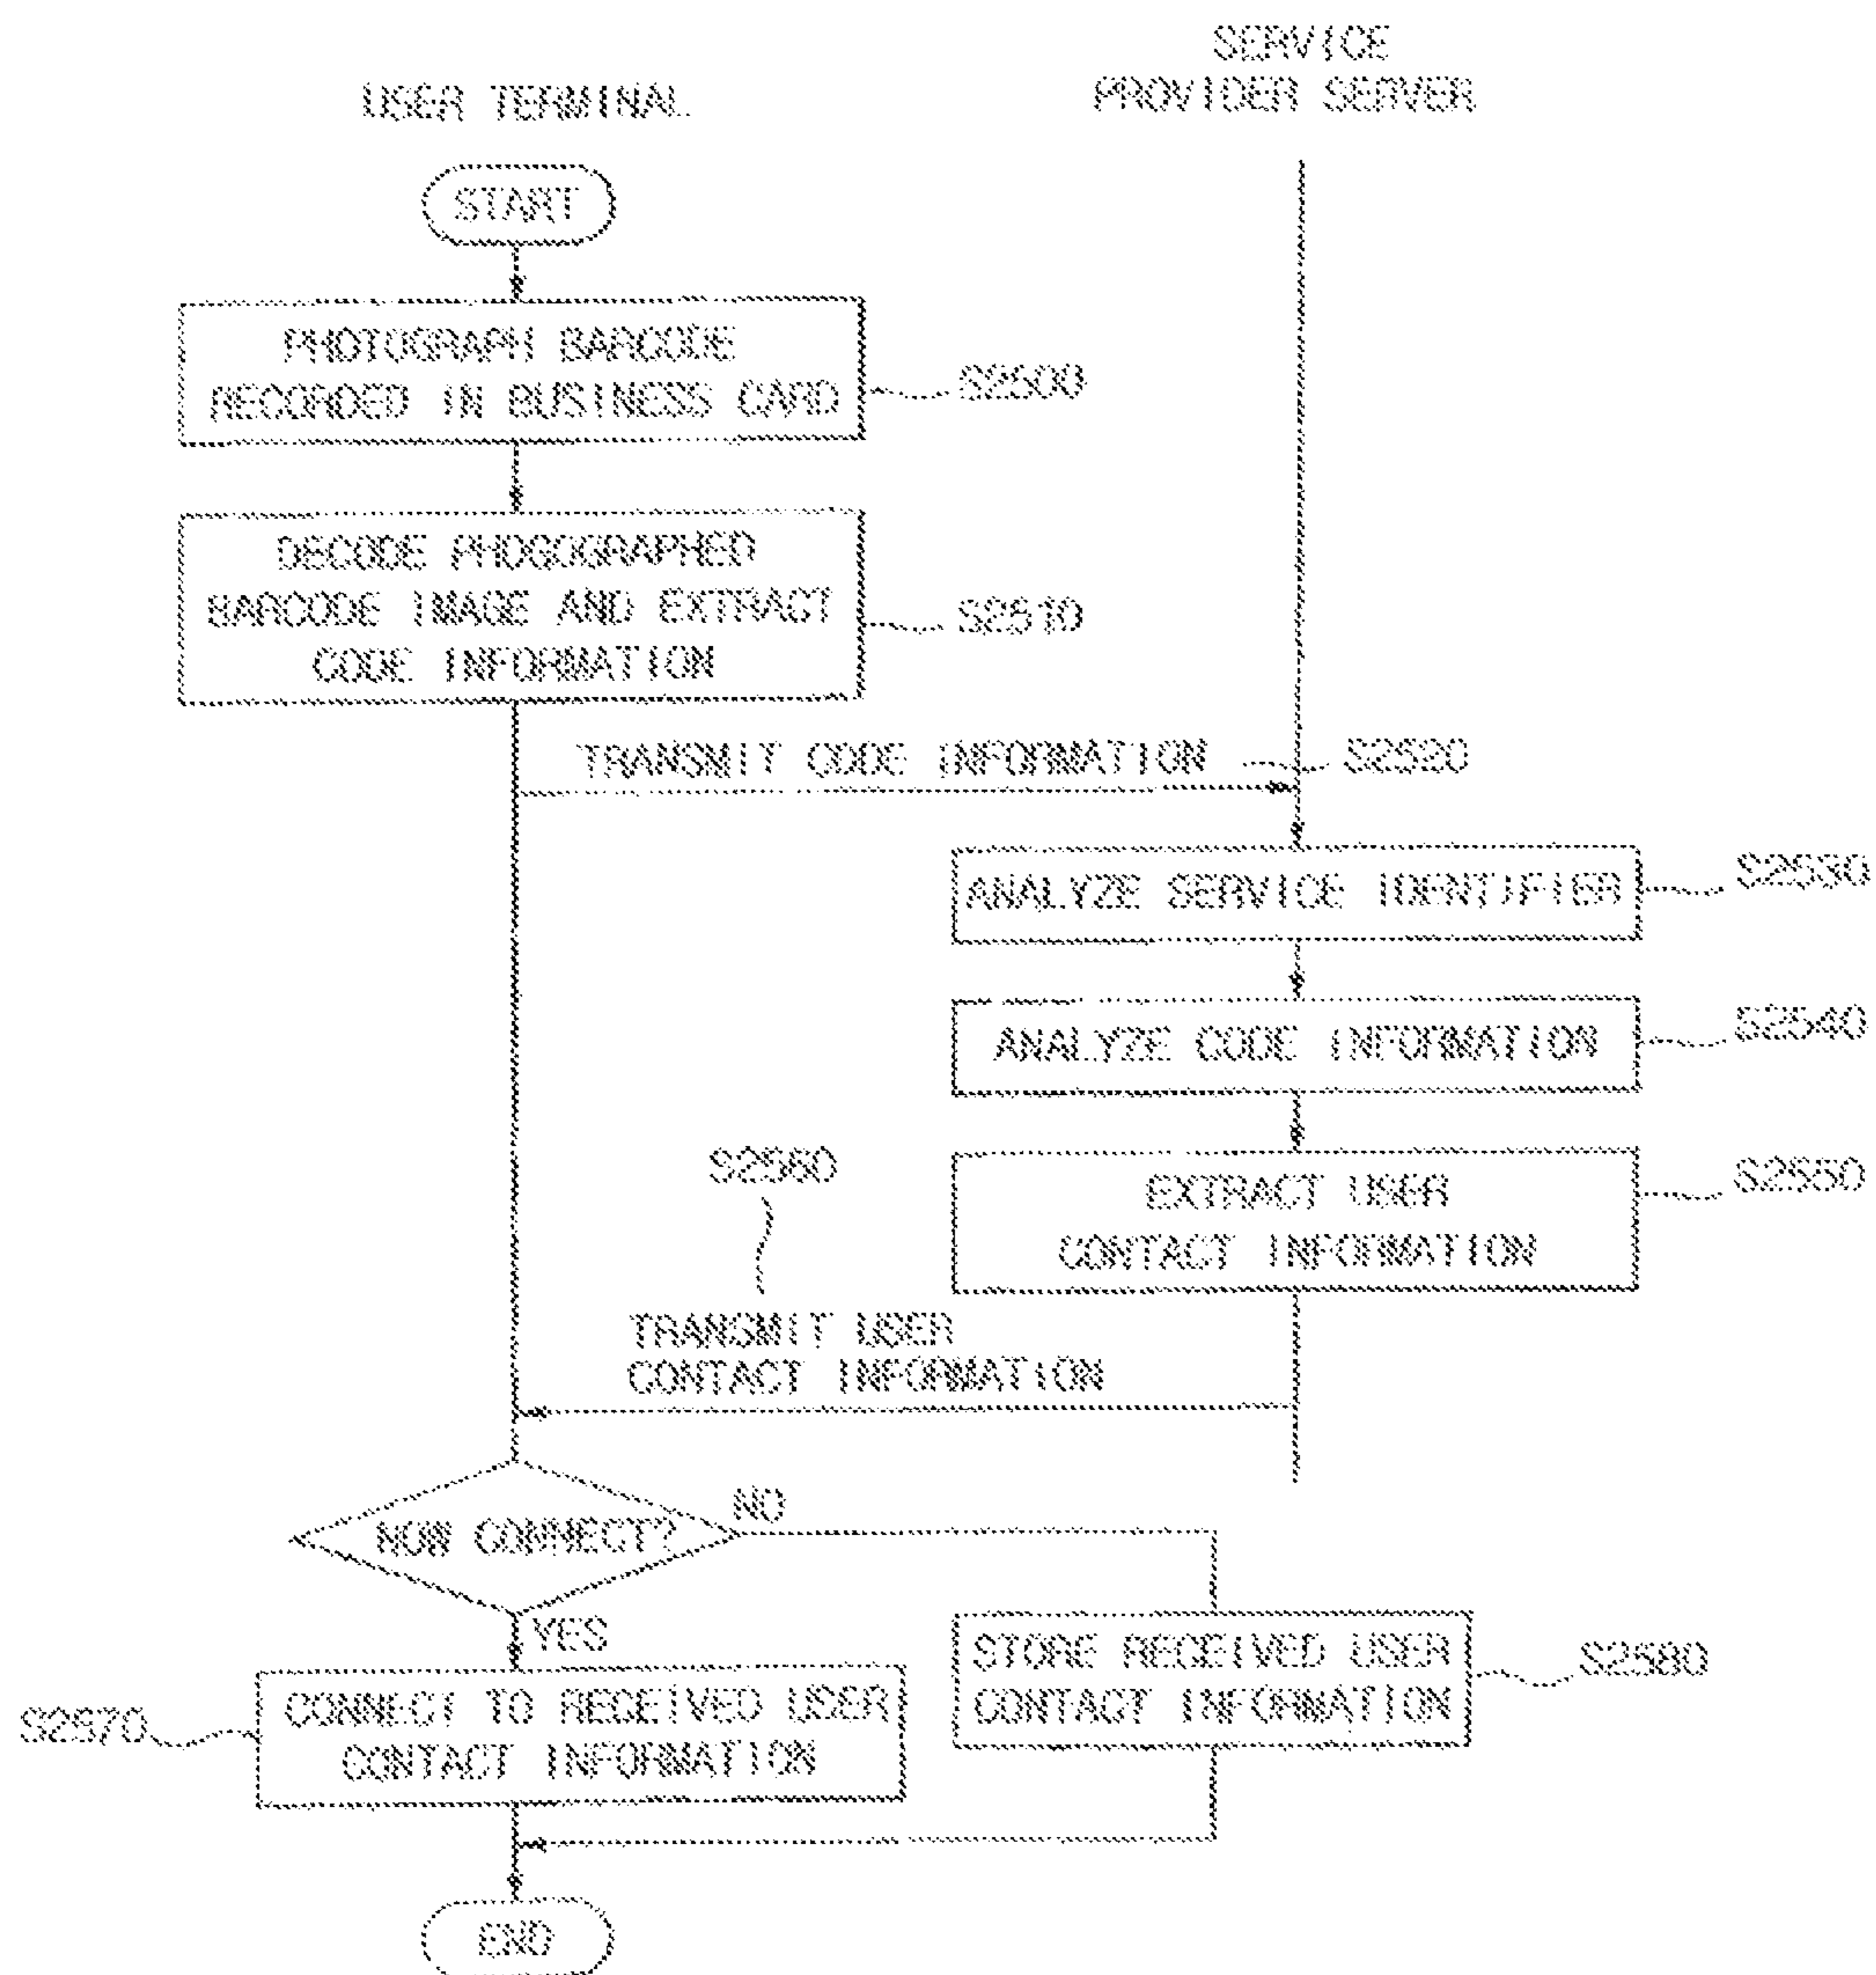 SERVICE
PROVIDER SERVER
USER TERMINAL
START
PHOTOGRAPH BARCODE
RECORDED IN BUSINESS CARD
S2500
DECODE PHOGOGRAPHED
BARCODE IMAGE AND EXTRACT
CODE INFORMATION
S2510
TRANSMIT CODE INFORMATION
S2520
ANALYZE SERVICE IDENTIFIER
S2530
ANALYZE CODE INFORMATION
S2540
EXTRACT USER
CONTACT INFORMATION
S2550
S2560
TRANSMIT USER
CONTACT INFORMATION
NOW CONNECT?
NO
YES
STORE RECEIVED USER
CONTACT INFORMATION
S2580
CONNECT TO RECEIVED USER
CONTACT INFORMATION
S2570
END